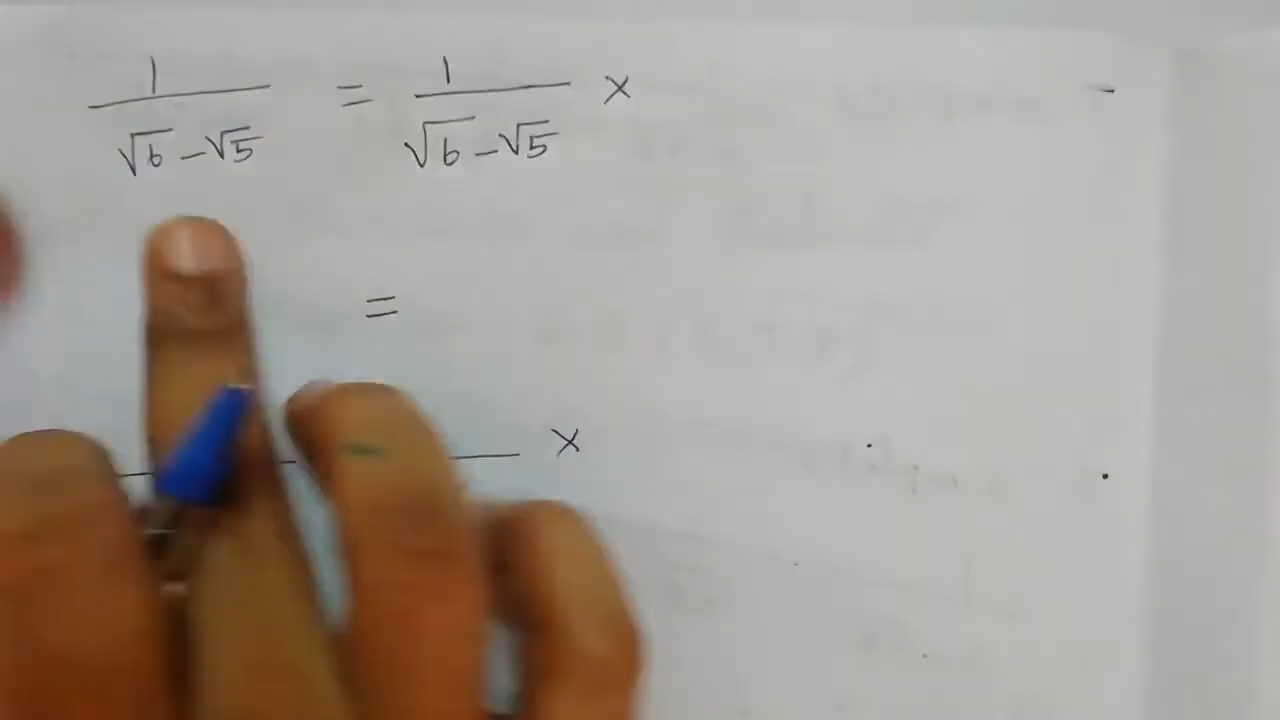 1/(√6-√5) = 1/(√6-√5) ×
=
×